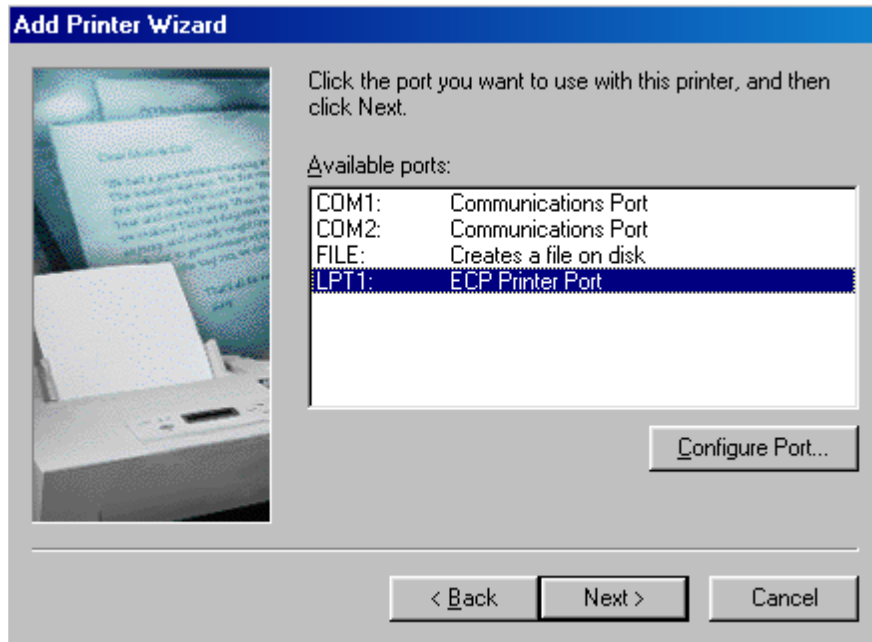 Add Printer Wizard
Click the port you want to use with this printer, and then
click Next.
Available ports:
COM1: Communications Port
COM2: Communications Port
FILE: Creates a file on disk
LPT1: ECP Printer Port
Configure Port...
< Back Next > Cancel